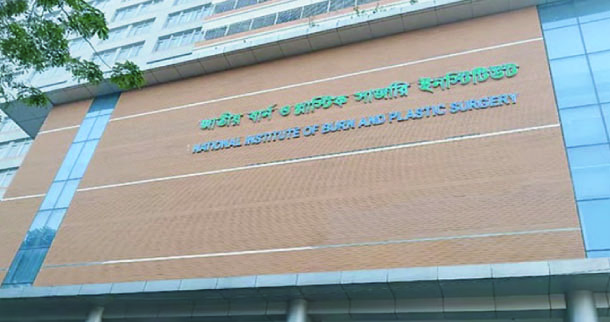 জাতীয় বার্ন ও প্লাস্টিক সার্জারি ইনস্টিটিউট
NATIONAL INSTITUTE OF BURN AND PLASTIC SURGERY